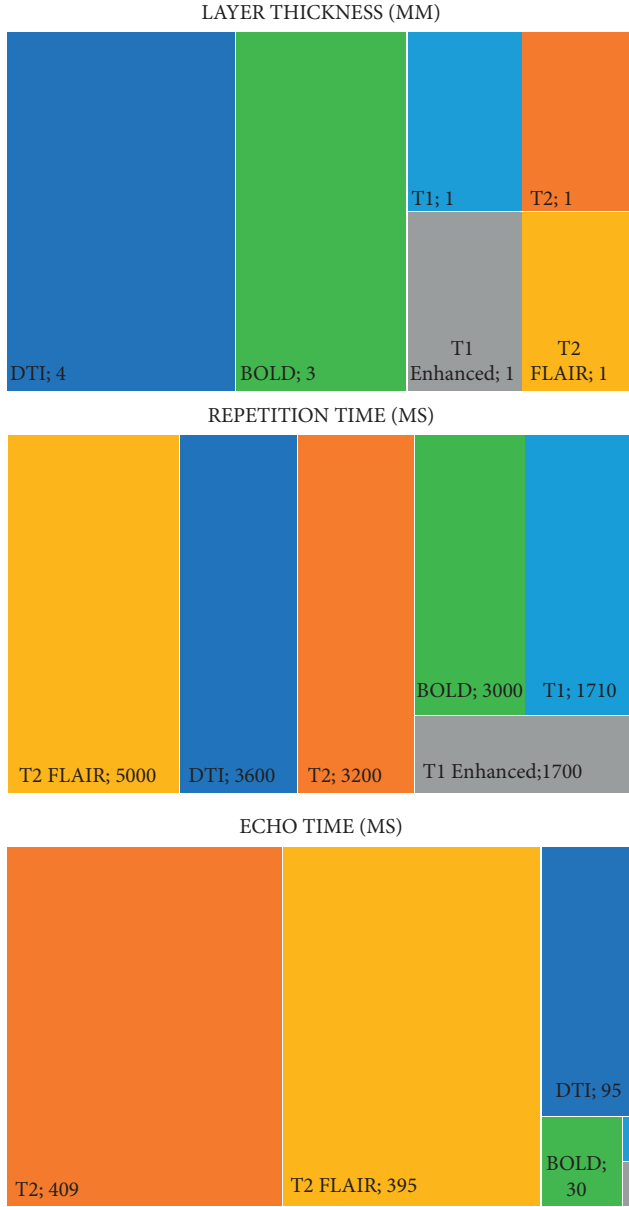 LAYER THICKNESS (MM)
T1; 1
T2; 1
DTI; 4
BOLD; 3
T1
Enhanced; 1
T2
FLAIR; 1
REPETITION TIME (MS)
BOLD; 3000
T1; 1710
T2 FLAIR; 5000
DTI; 3600
T2; 3200
T1 Enhanced;1700
ECHO TIME (MS)
DTI; 95
T2; 409
T2 FLAIR; 395
BOLD;
30